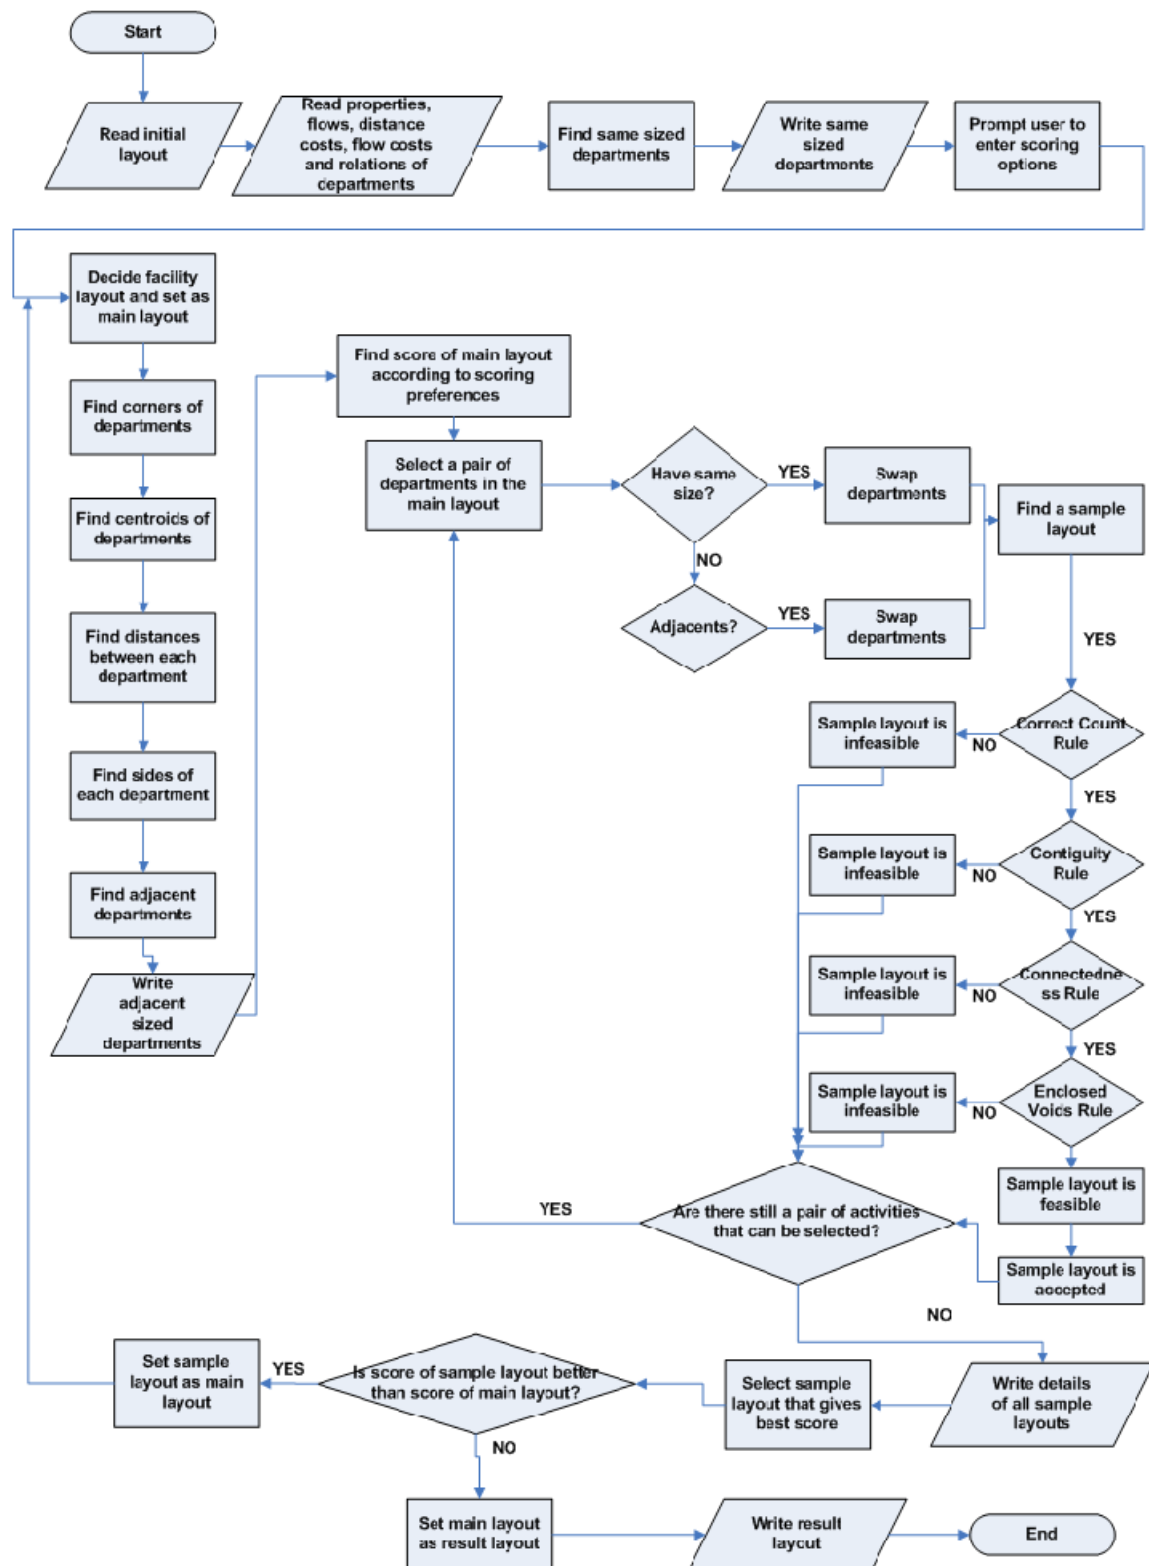 Start
Read initial
layout
Read properties,
flows, distance
costs, flow costs
and relations of
departments
Find same sized
departments
Write same
sized
departments
Prompt user to
enter scoring
options
Decide facility
layout and set as
main layout
Find corners of
departments
Find centroids of
departments
Find distances
between each
department
Find sides of
each department
Find adjacent
departments
Write
adjacent
sized
departments
Find score of main layout
according to scoring
preferences
Select a pair of
departments in the
main layout
Have same
size?
YES
Swap
departments
NO
Adjacents?
YES
Swap
departments
Find a sample
layout
YES
Correct Count
Rule
NO
Sample layout is
infeasible
YES
Contiguity
Rule
NO
Sample layout is
infeasible
YES
Connectedne
ss Rule
NO
Sample layout is
infeasible
YES
Enclosed
Voids Rule
NO
Sample layout is
infeasible
Sample layout is
feasible
Sample layout is
accepted
Are there still a pair of activities
that can be selected?
YES
NO
Write details
of all sample
layouts
Select sample
layout that gives
best score
Is score of sample layout better
than score of main layout?
YES
Set sample
layout as main
layout
NO
Set main layout
as result layout
Write result
layout
End